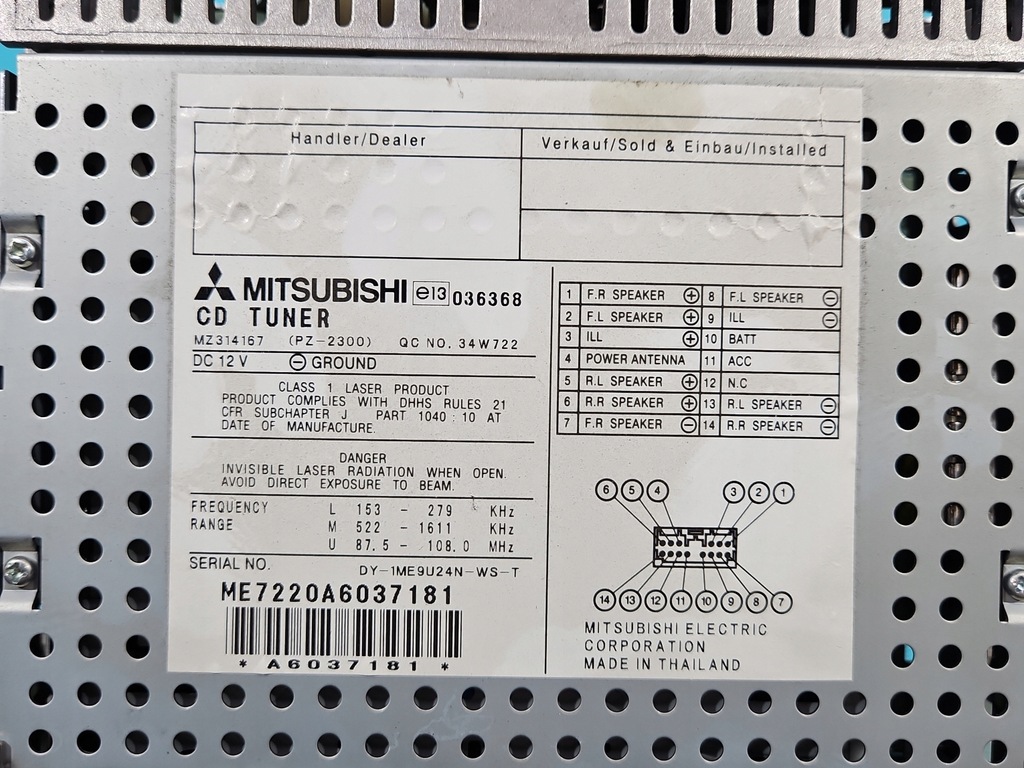 Handler/Dealer
Verkauf/Sold & Einbau/Installed
MITSUBISHI e13 036368
CD TUNER
MZ314167 (PZ-2300) QC NO. 34W722
DC 12 V ⊖ GROUND
CLASS 1 LASER PRODUCT
PRODUCT COMPLIES WITH DHHS RULES 21
CFR SUBCHAPTER J PART 1040 : 10 AT
DATE OF MANUFACTURE.
DANGER
INVISIBLE LASER RADIATION WHEN OPEN.
AVOID DIRECT EXPOSURE TO BEAM.
FREQUENCY L 153 - 279 KHz
RANGE M 522 - 1611 KHz
U 87.5 - 108.0 MHz
SERIAL NO. DY-1ME9U24N-WS-T
ME7220A6037181
* A6037181 *
1 F.R SPEAKER ⊕ 8 F.L SPEAKER ⊖
2 F.L SPEAKER ⊕ 9 ILL ⊖
3 ILL ⊕ 10 BATT
4 POWER ANTENNA 11 ACC
5 R.L SPEAKER ⊕ 12 N.C
6 R.R SPEAKER ⊕ 13 R.L SPEAKER ⊖
7 F.R SPEAKER ⊖ 14 R.R SPEAKER ⊖
6 5 4 3 2 1
14 13 12 11 10 9 8 7
MITSUBISHI ELECTRIC
CORPORATION
MADE IN THAILAND